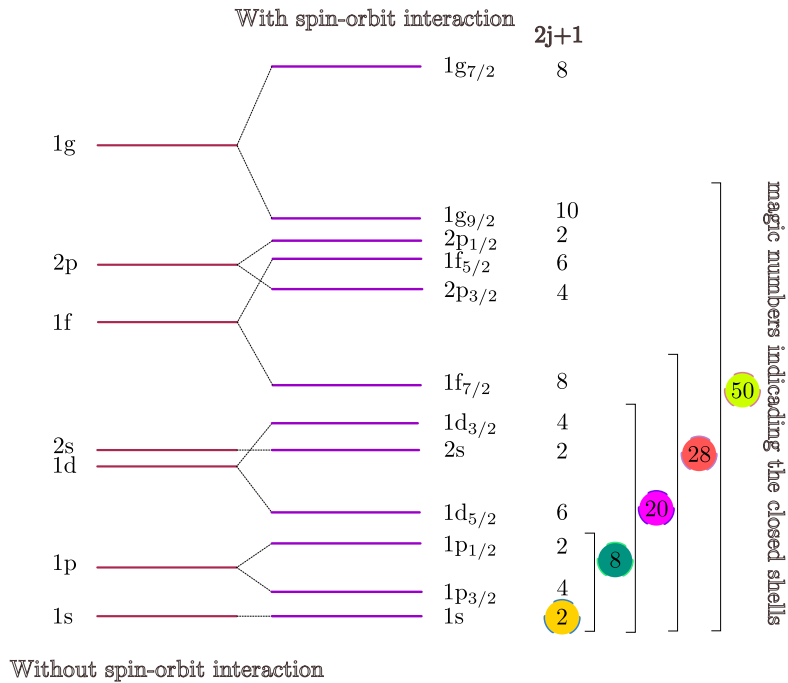 With spin-orbit interaction
2j+1
1g
1g7/2 8
1g9/2 10
2p
2p1/2 2
1f5/2 6
2p3/2 4
1f
1f7/2 8
1d3/2 4
2s
2s 2
1d
1d5/2 6
1p
1p1/2 2
1p3/2 4
1s
1s 2
8
20
28
50
magic numbers indicading the closed shells
Without spin-orbit interaction